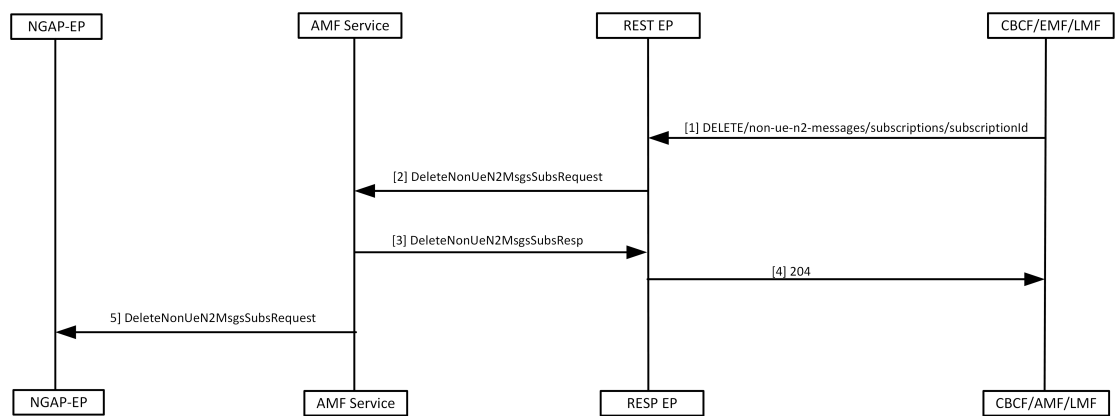 NGAP-EP
AMF Service
REST EP
CBCF/EMF/LMF
[1] DELETE/non-ue-n2-messages/subscriptions/subscriptionId
[2] DeleteNonUeN2MsgsSubsRequest
[3] DeleteNonUeN2MsgsSubsResp
[4] 204
5] DeleteNonUeN2MsgsSubsRequest
NGAP-EP
AMF Service
RESP EP
CBCF/AMF/LMF